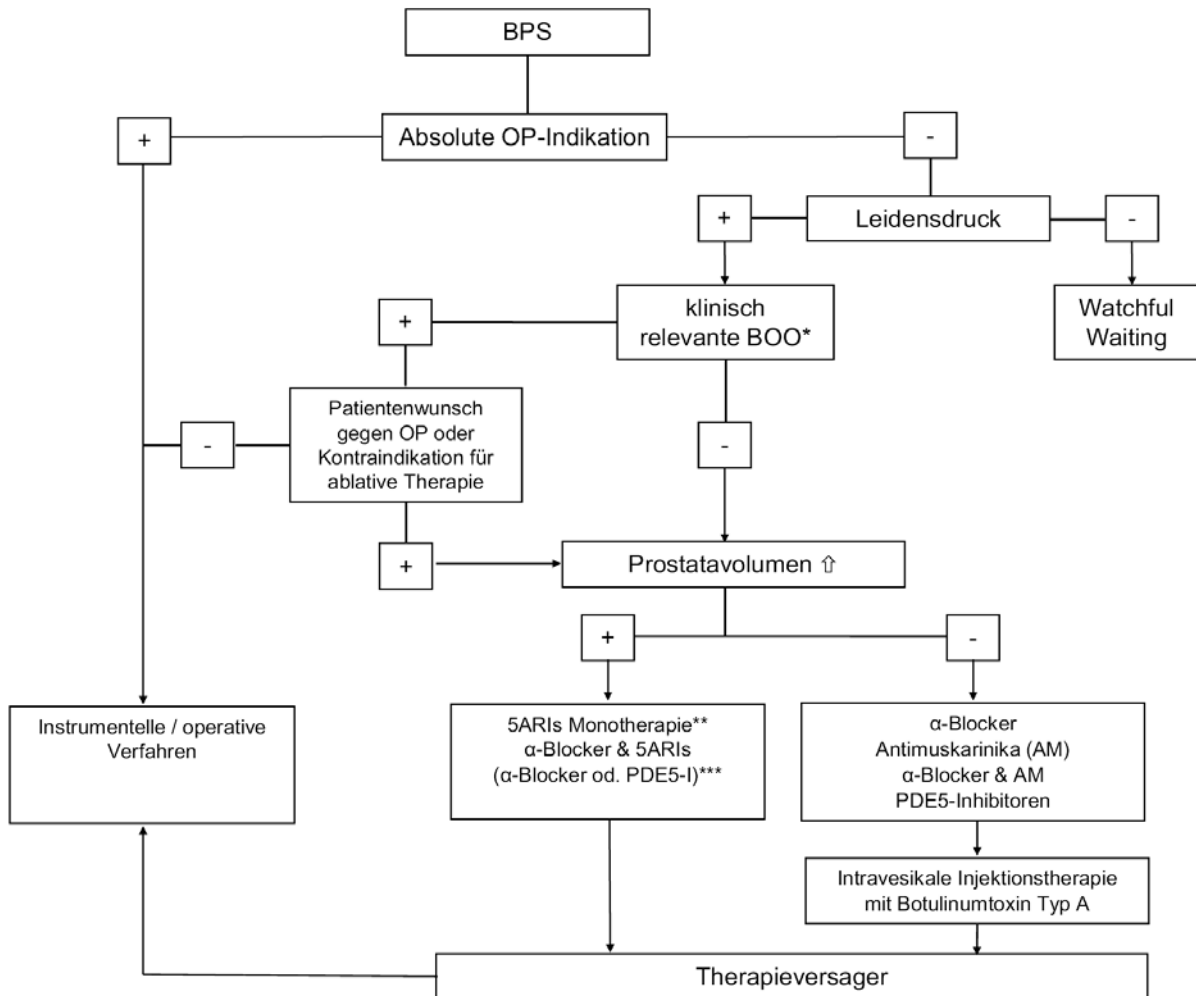 BPS
+
Absolute OP-Indikation
-
+
Leidensdruck
-
+
klinisch
relevante BOO*
Watchful
Waiting
Patientenwunsch
gegen OP oder
Kontraindikation für
ablative Therapie
-
-
+
Prostatavolumen ⇧
+
-
Instrumentelle / operative
Verfahren
5ARIs Monotherapie**
α-Blocker & 5ARIs
(α-Blocker od. PDE5-I)***
α-Blocker
Antimuskarinika (AM)
α-Blocker & AM
PDE5-Inhibitoren
Intravesikale Injektionstherapie
mit Botulinumtoxin Typ A
Therapieversager